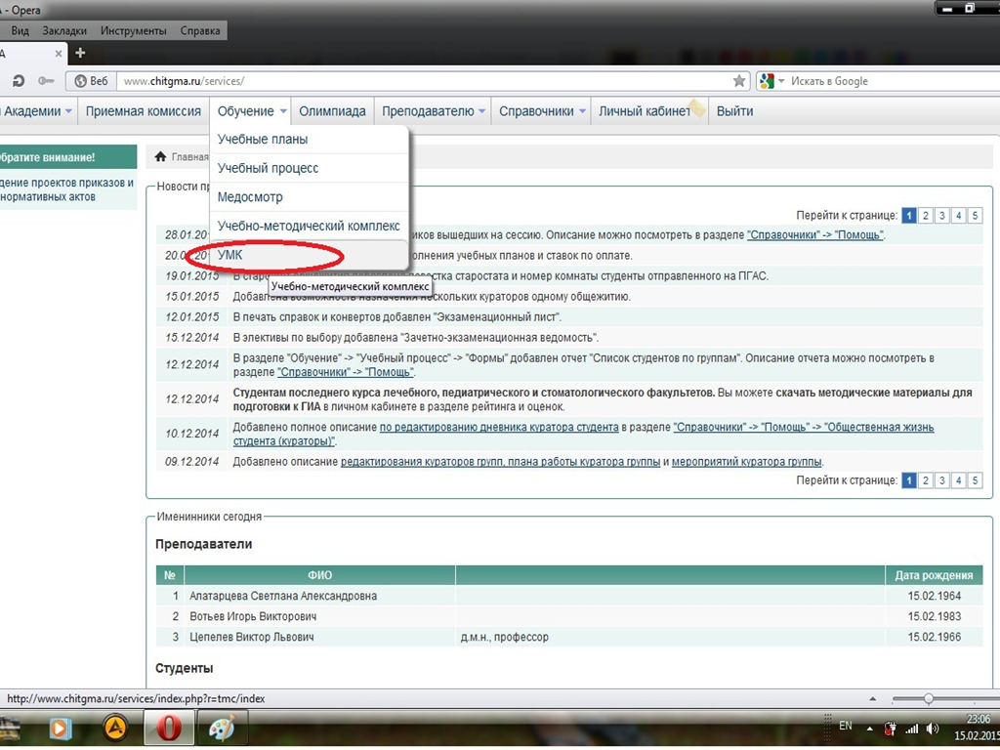 - Opera
Вид Закладки Инструменты Справка
Веб www.chitgma.ru/services/ Искать в Google
Академии Приемная комиссия Обучение Олимпиада Преподавателю Справочники Личный кабинет Выйти
Учебные планы
Учебный процесс
Медосмотр
Учебно-методический комплекс
УМК
Учебно-методический комплекс
братите внимание!
дение проектов приказов и
нормативных актов
Главная
Новости
Перейти к странице: 1 2 3 4 5
28.01.20 иков вышедших на сессию. Описание можно посмотреть в разделе "Справочники" -> "Помощь".
20.0 олнения учебных планов и ставок по оплате.
19.01.2015 старостата и номер комнаты студенты отправленного на ПГАС.
15.01.2015 Добавлена возможность назначения нескольких кураторов одному общежитию.
12.01.2015 В печать справок и конвертов добавлен "Экзаменационный лист".
15.12.2014 В элективы по выбору добавлена "Зачетно-экзаменационная ведомость".
12.12.2014 В разделе "Обучение" -> "Учебный процесс" -> "Формы" добавлен отчет "Список студентов по группам". Описание отчета можно посмотреть в
разделе "Справочники" -> "Помощь".
12.12.2014 Студентам последнего курса лечебного, педиатрического и стоматологического факультетов. Вы можете скачать методические материалы для
подготовки к ГИА в личном кабинете в разделе рейтинга и оценок.
10.12.2014 Добавлено полное описание по редактированию дневника куратора студента в разделе "Справочники" -> "Помощь" -> "Общественная жизнь
студента (кураторы)".
09.12.2014 Добавлено описание редактирования кураторов групп, плана работы куратора группы и мероприятий куратора группы.
Перейти к странице: 1 2 3 4 5
Именинники сегодня
Преподаватели
№ ФИО Дата рождения
1 Апатарцева Светлана Александровна 15.02.1964
2 Вотьев Игорь Викторович 15.02.1983
3 Цепелев Виктор Львович д.м.н., профессор 15.02.1966
Студенты
http://www.chitgma.ru/services/index.php?r=tmc/index
EN 23:06
15.02.2015